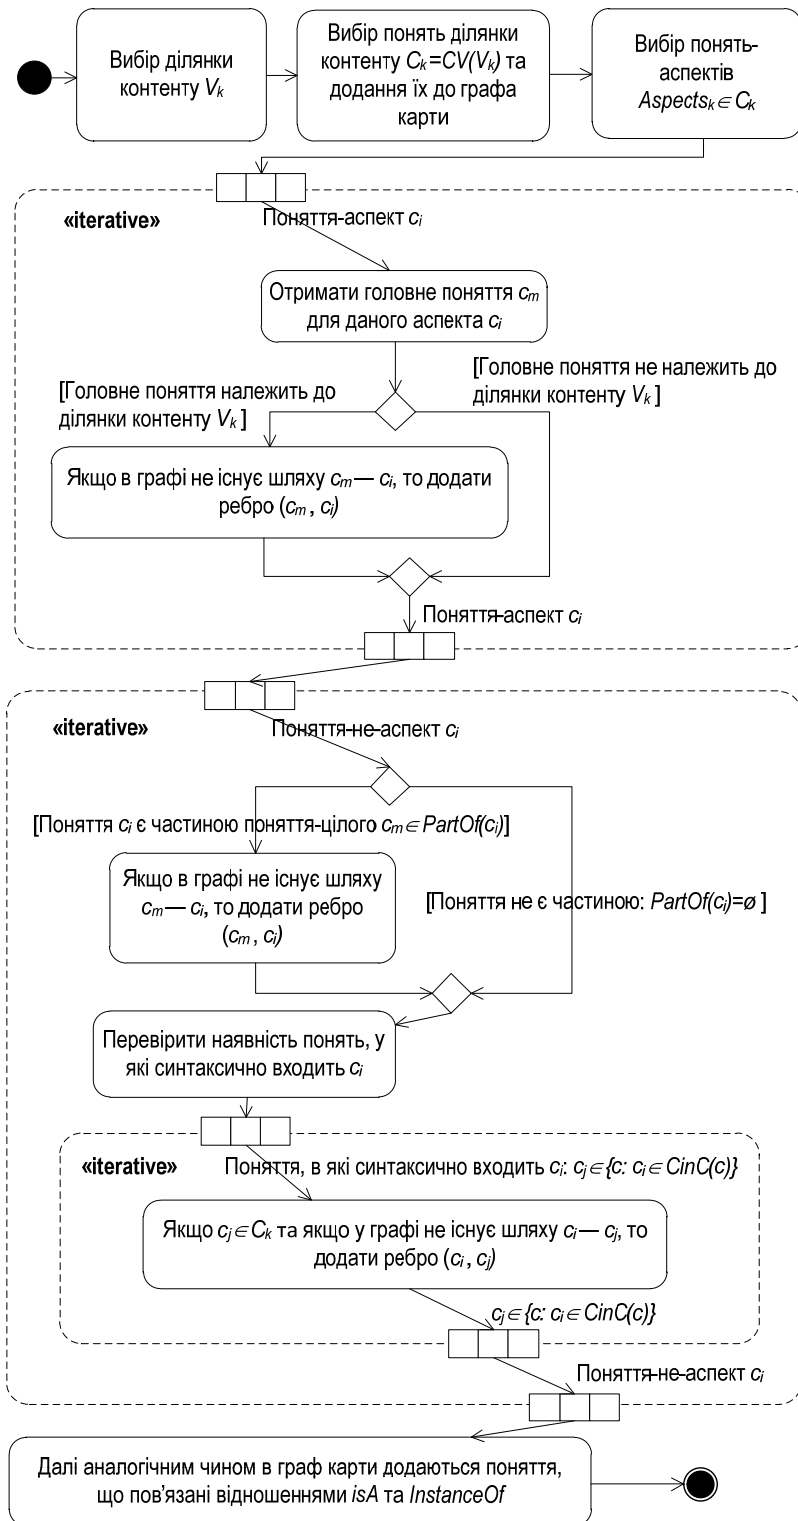 Вибір ділянки
контенту Vₖ
Вибір понять ділянки
контенту Cₖ=CV(Vₖ) та
додання їх до графа
карти
Вибір понять-
аспектів
Aspectsₖ∈Cₖ
«iterative»
Поняття-аспект cᵢ
Отримати головне поняття cₘ
для даного аспекта cᵢ
[Головне поняття належить до
ділянки контенту Vₖ]
[Головне поняття не належить до
ділянки контенту Vₖ]
Якщо в графі не існує шляху cₘ— cᵢ, то додати
ребро (cₘ, cᵢ)
Поняття-аспект cᵢ
«iterative»
Поняття-не-аспект cᵢ
[Поняття cᵢ є частиною поняття-цілого cₘ∈PartOf(cᵢ)]
Якщо в графі не існує шляху
cₘ— cᵢ, то додати ребро
(cₘ, cᵢ)
[Поняття не є частиною: PartOf(cᵢ)=ø ]
Перевірити наявність понять, у
які синтаксично входить cᵢ
«iterative»
Поняття, в які синтаксично входить cᵢ: cⱼ∈{c: cᵢ∈CinC(c)}
Якщо cⱼ∈Cₖ та якщо у графі не існує шляху cᵢ— cⱼ, то
додати ребро (cᵢ, cⱼ)
cⱼ∈{c: cᵢ∈CinC(c)}
Поняття-не-аспект cᵢ
Далі аналогічним чином в граф карти додаються поняття,
що пов’язані відношеннями isA та InstanceOf